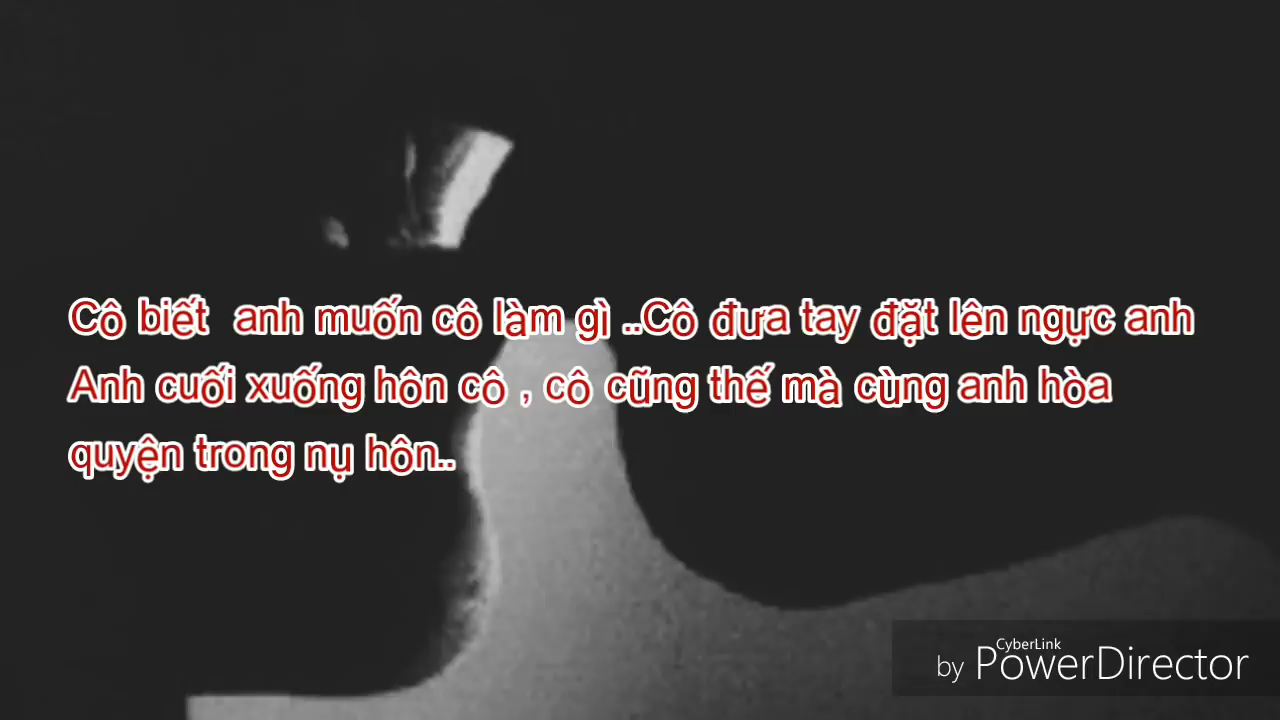 Cô biết  anh muốn cô làm gì ..Cô đưa tay đặt lên ngực anh
Anh cuối xuống hôn cô , cô cũng thế mà cùng anh hòa
quyện trong nụ hôn..
CyberLink
by PowerDirector